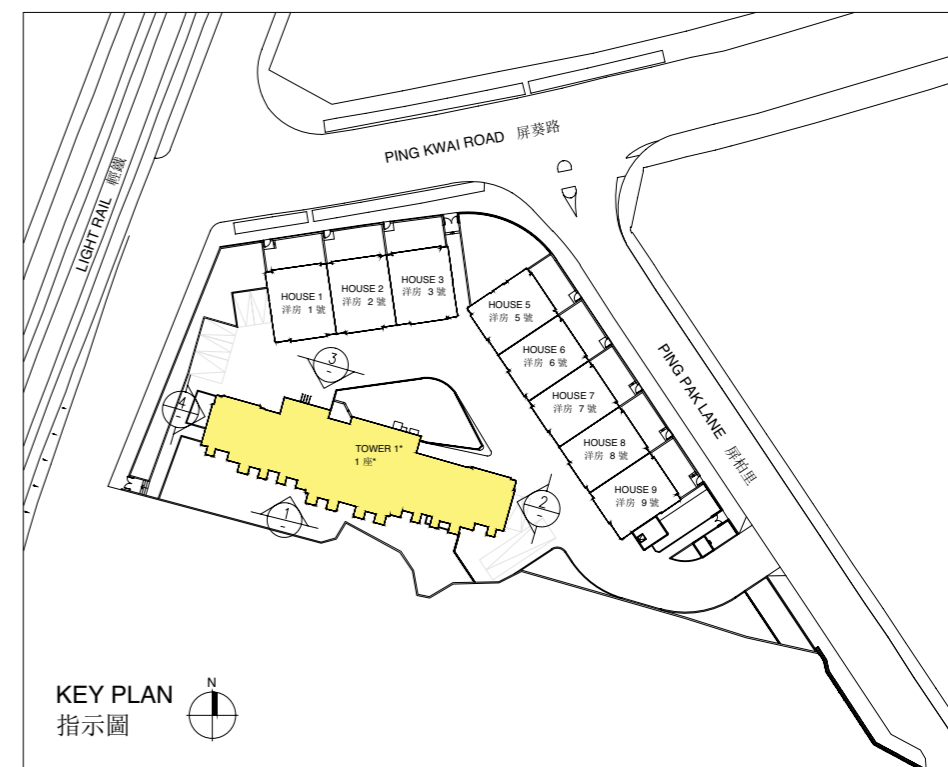 PING KWAI ROAD 屏葵路
LIGHT RAIL 輕鐵
HOUSE 1
洋房 1 號
HOUSE 2
洋房 2 號
HOUSE 3
洋房 3 號
HOUSE 5
洋房 5 號
HOUSE 6
洋房 6 號
HOUSE 7
洋房 7 號
HOUSE 8
洋房 8 號
HOUSE 9
洋房 9 號
PING PAK LANE 屏柏里
3
-
4
-
TOWER 1*
1 座*
2
-
1
-
KEY PLAN
指示圖
N